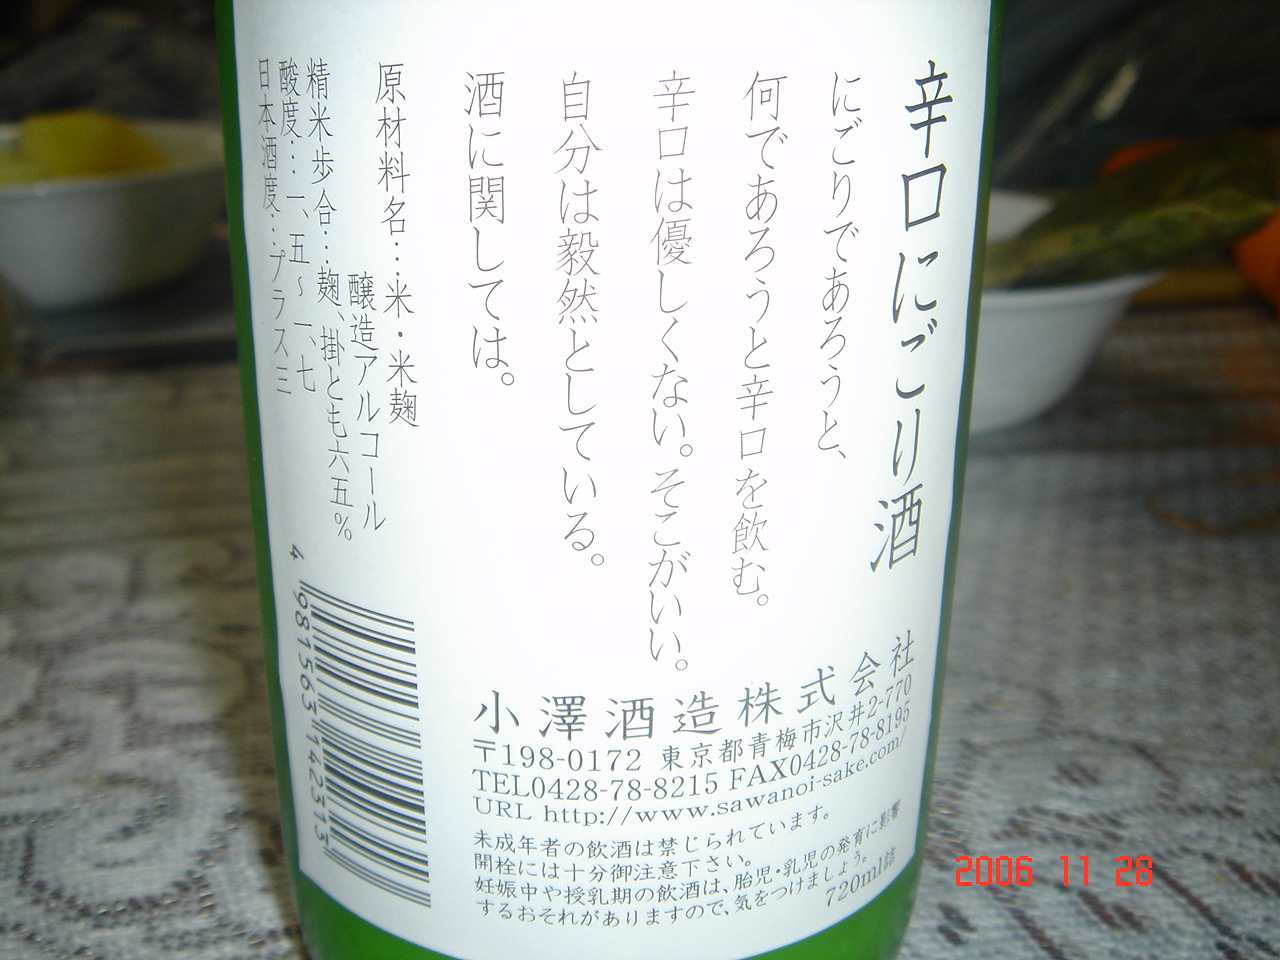 辛口にごり酒
にごりであろうと、
何であろうと辛口を飲む。
辛口は優しくない。そこがいい。
自分は毅然としている。
酒に関しては。
原材料名…米・米麹
醸造アルコール
精米歩合…麹、掛とも六五%
酸度…一、五〜一、七
日本酒度…プラス三
4 981563 142313
小澤酒造株式会社
〒198-0172 東京都青梅市沢井2-770
TEL0428-78-8215 FAX0428-78-8195
URL http://www.sawanoi-sake.com/
未成年者の飲酒は禁じられています。
開栓には十分御注意下さい。
妊娠中や授乳期の飲酒は、胎児・乳児の発育に影響
するおそれがありますので、気をつけましょう。
720ml詰
2006 11 28